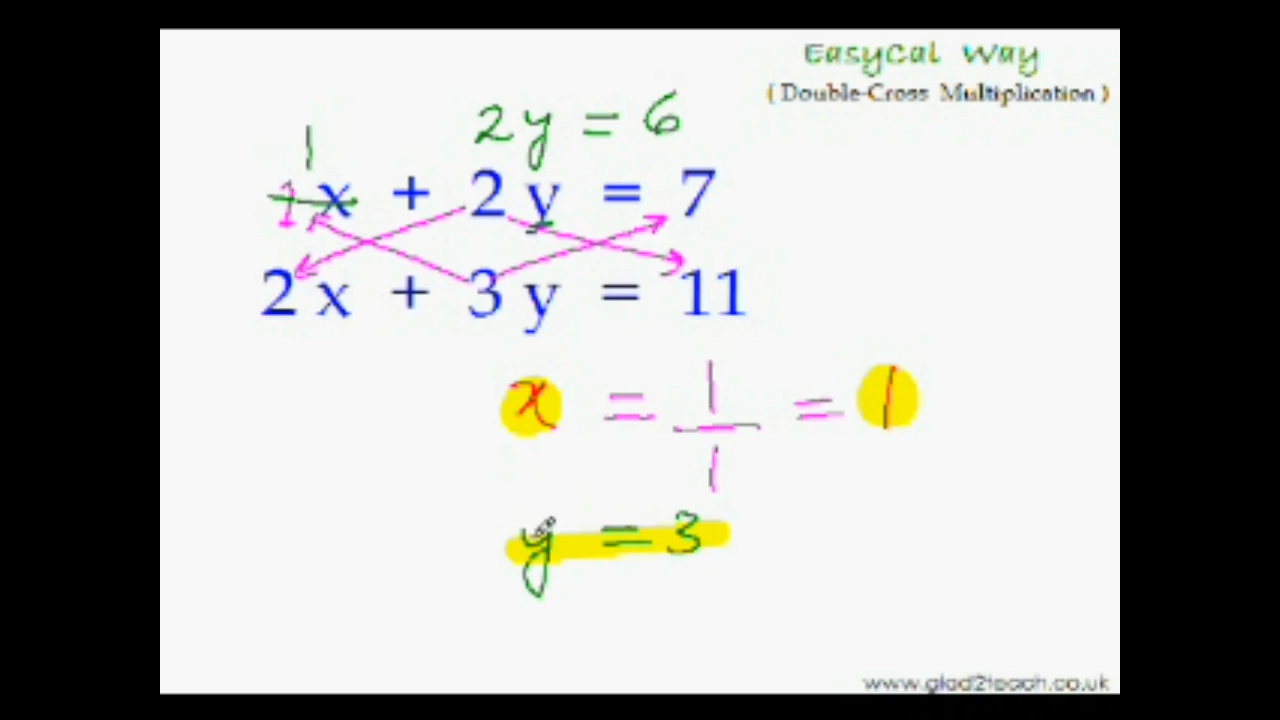 EasyCal Way
( Double-Cross Multiplication )
2y = 6
1
1x + 2y = 7
2x + 3y = 11
x = 1/1 = 1
y = 3
www.glad2teach.co.uk